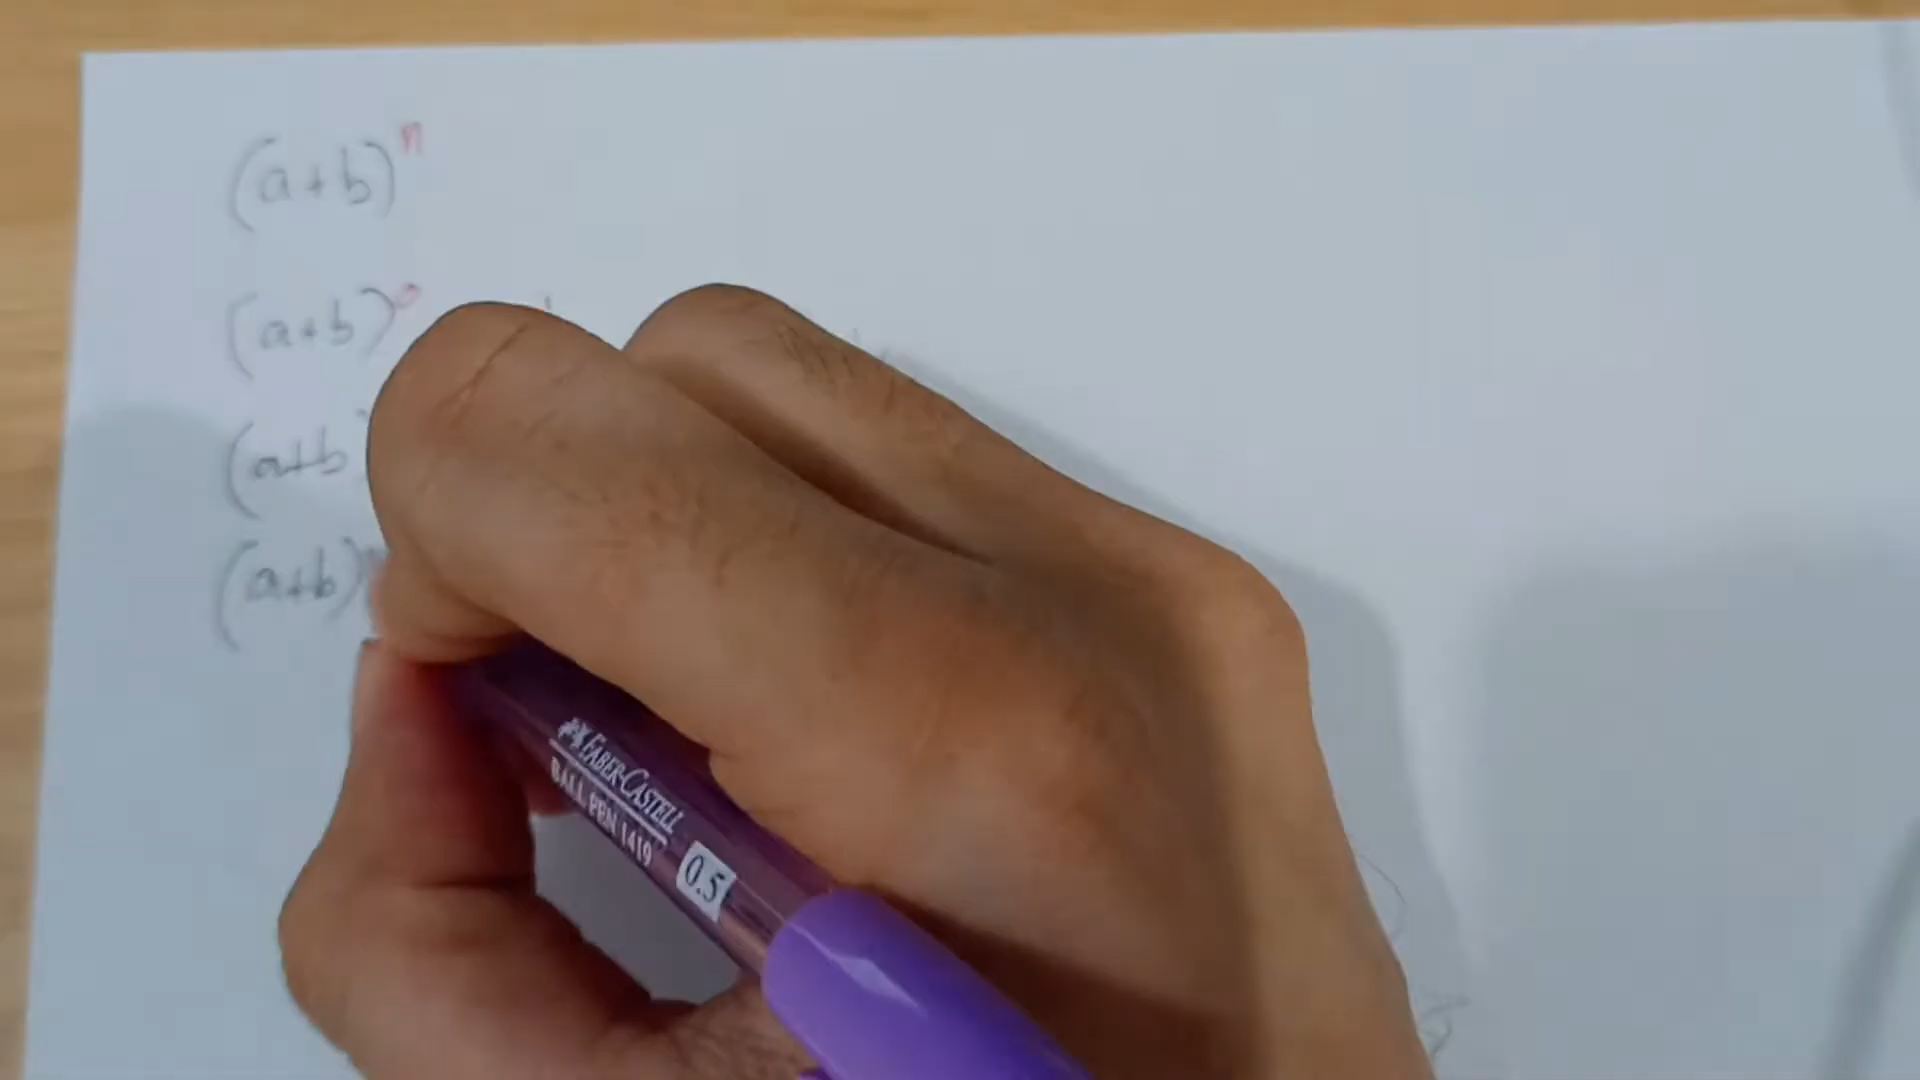 (a+b)ⁿ
(a+b)⁰
(a+b
(a+b)
FABER-CASTELL
BALL PEN 1419
0.5